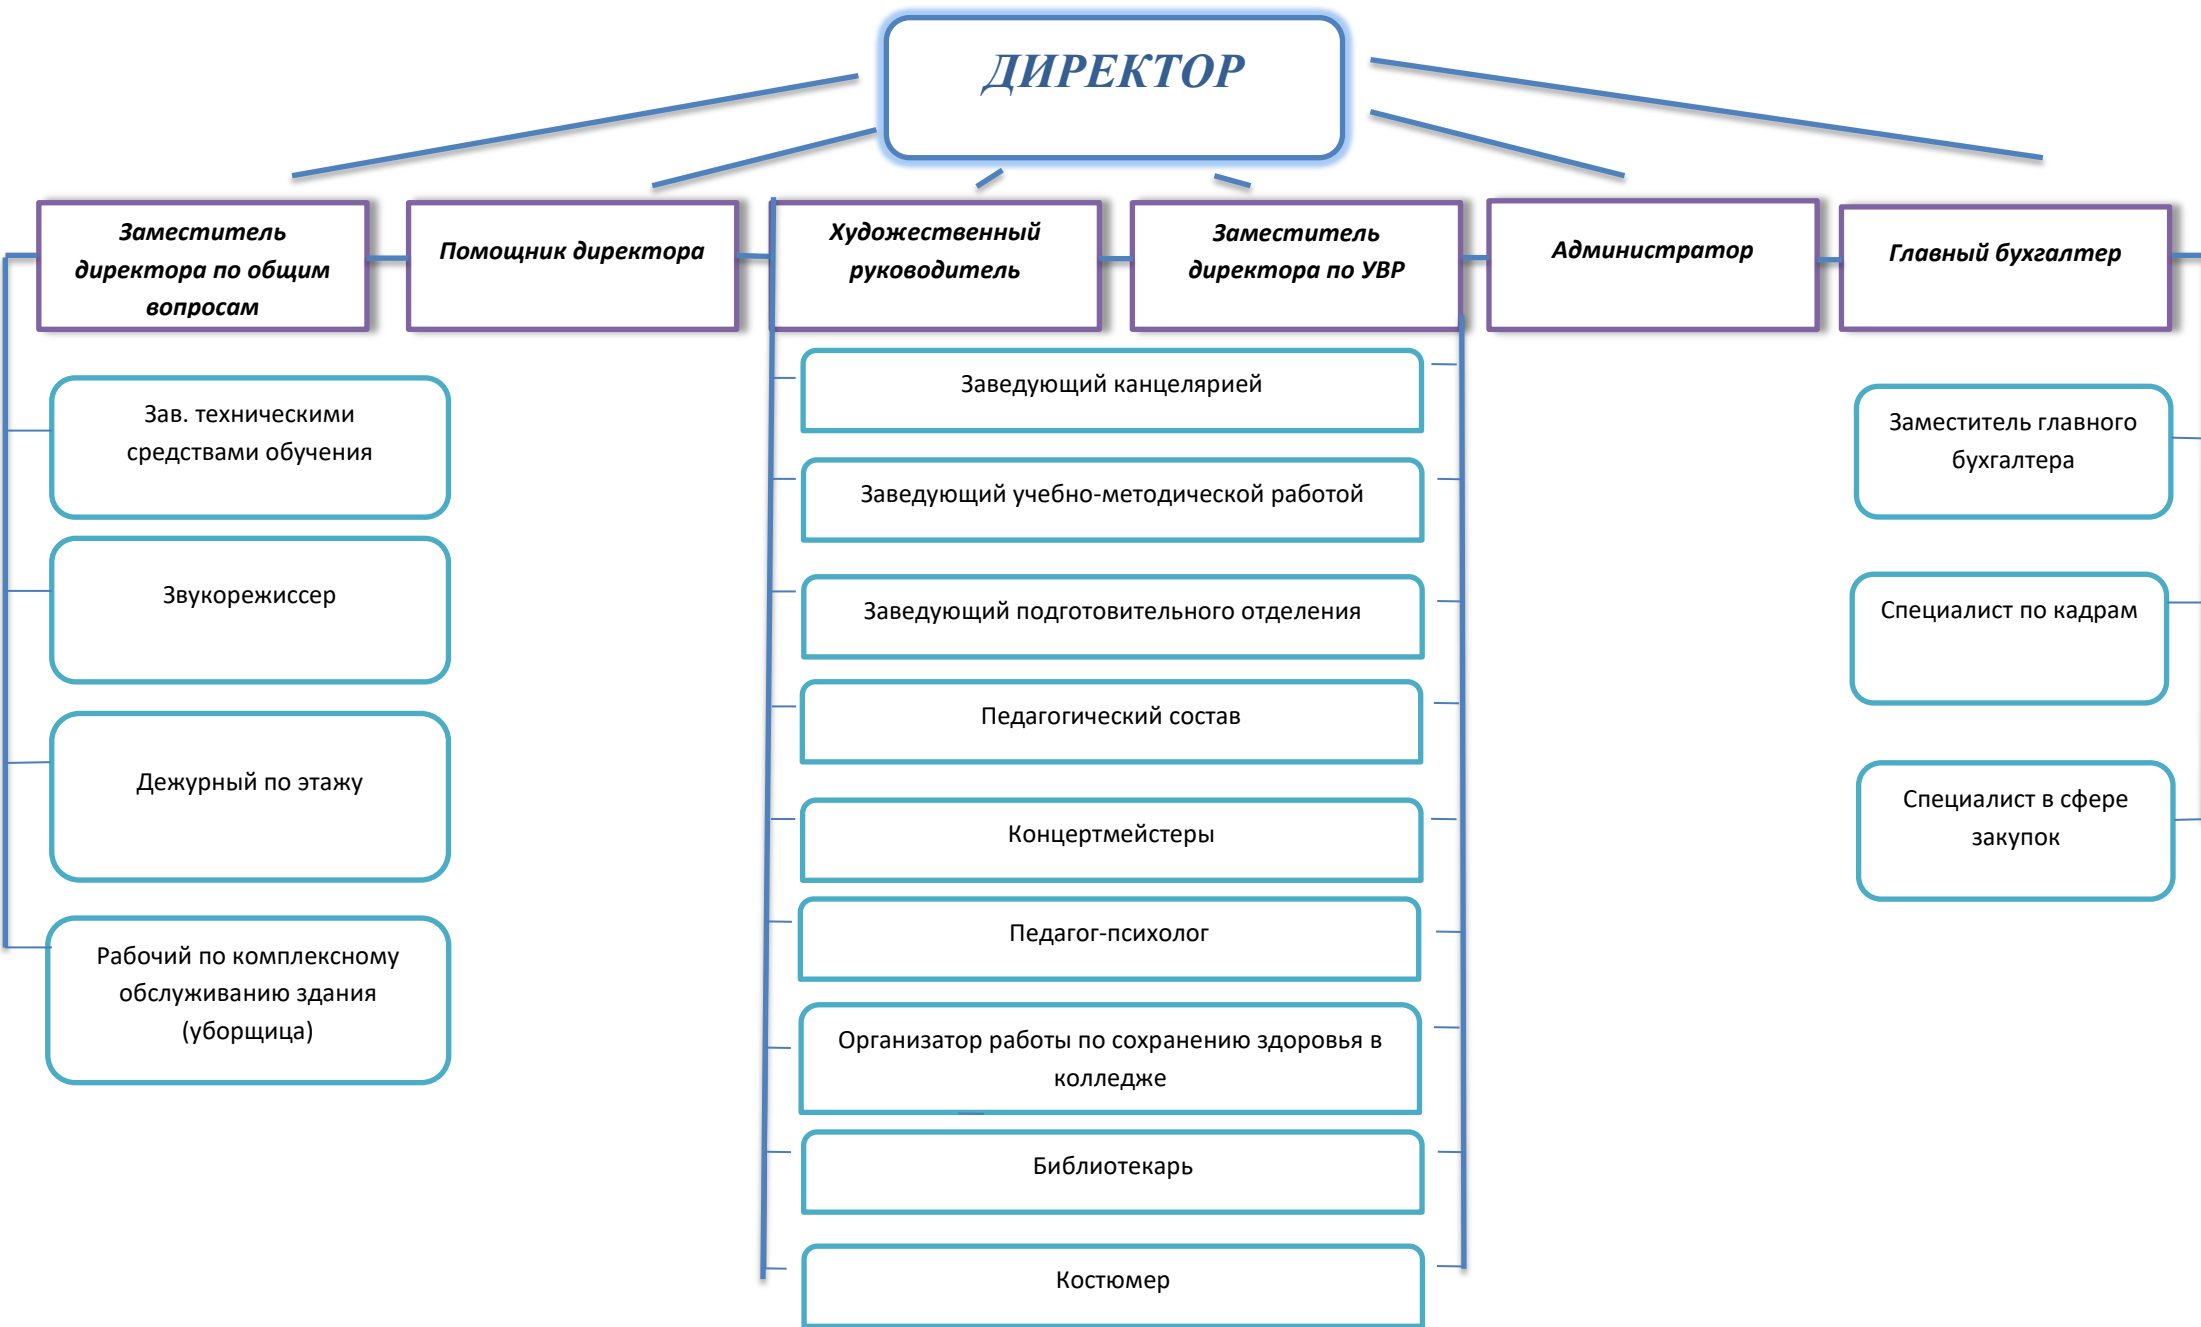 ДИРЕКТОР
Заместитель
директора по общим
вопросам
Помощник директора
Художественный
руководитель
Заместитель
директора по УВР
Администратор
Главный бухгалтер
Зав. техническими
средствами обучения
Звукорежиссер
Дежурный по этажу
Рабочий по комплексному
обслуживанию здания
(уборщица)
Заведующий канцелярией
Заведующий учебно-методической работой
Заведующий подготовительного отделения
Педагогический состав
Концертмейстеры
Педагог-психолог
Организатор работы по сохранению здоровья в
колледже
Библиотекарь
Костюмер
Заместитель главного
бухгалтера
Специалист по кадрам
Специалист в сфере
закупок